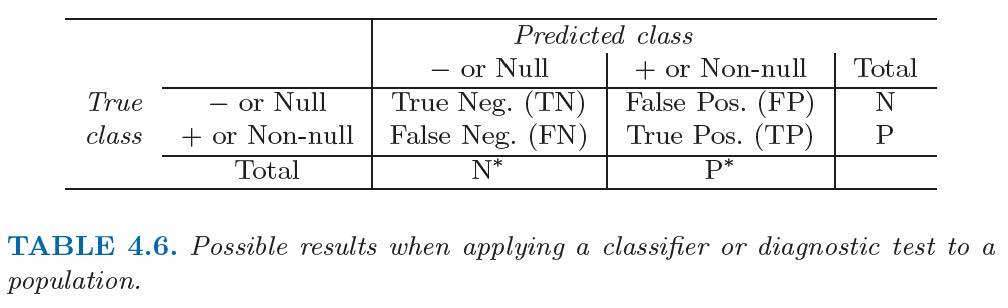 Predicted class
− or Null + or Non-null Total
True − or Null True Neg. (TN) False Pos. (FP) N
class + or Non-null False Neg. (FN) True Pos. (TP) P
Total N* P*
TABLE 4.6. Possible results when applying a classifier or diagnostic test to a
population.